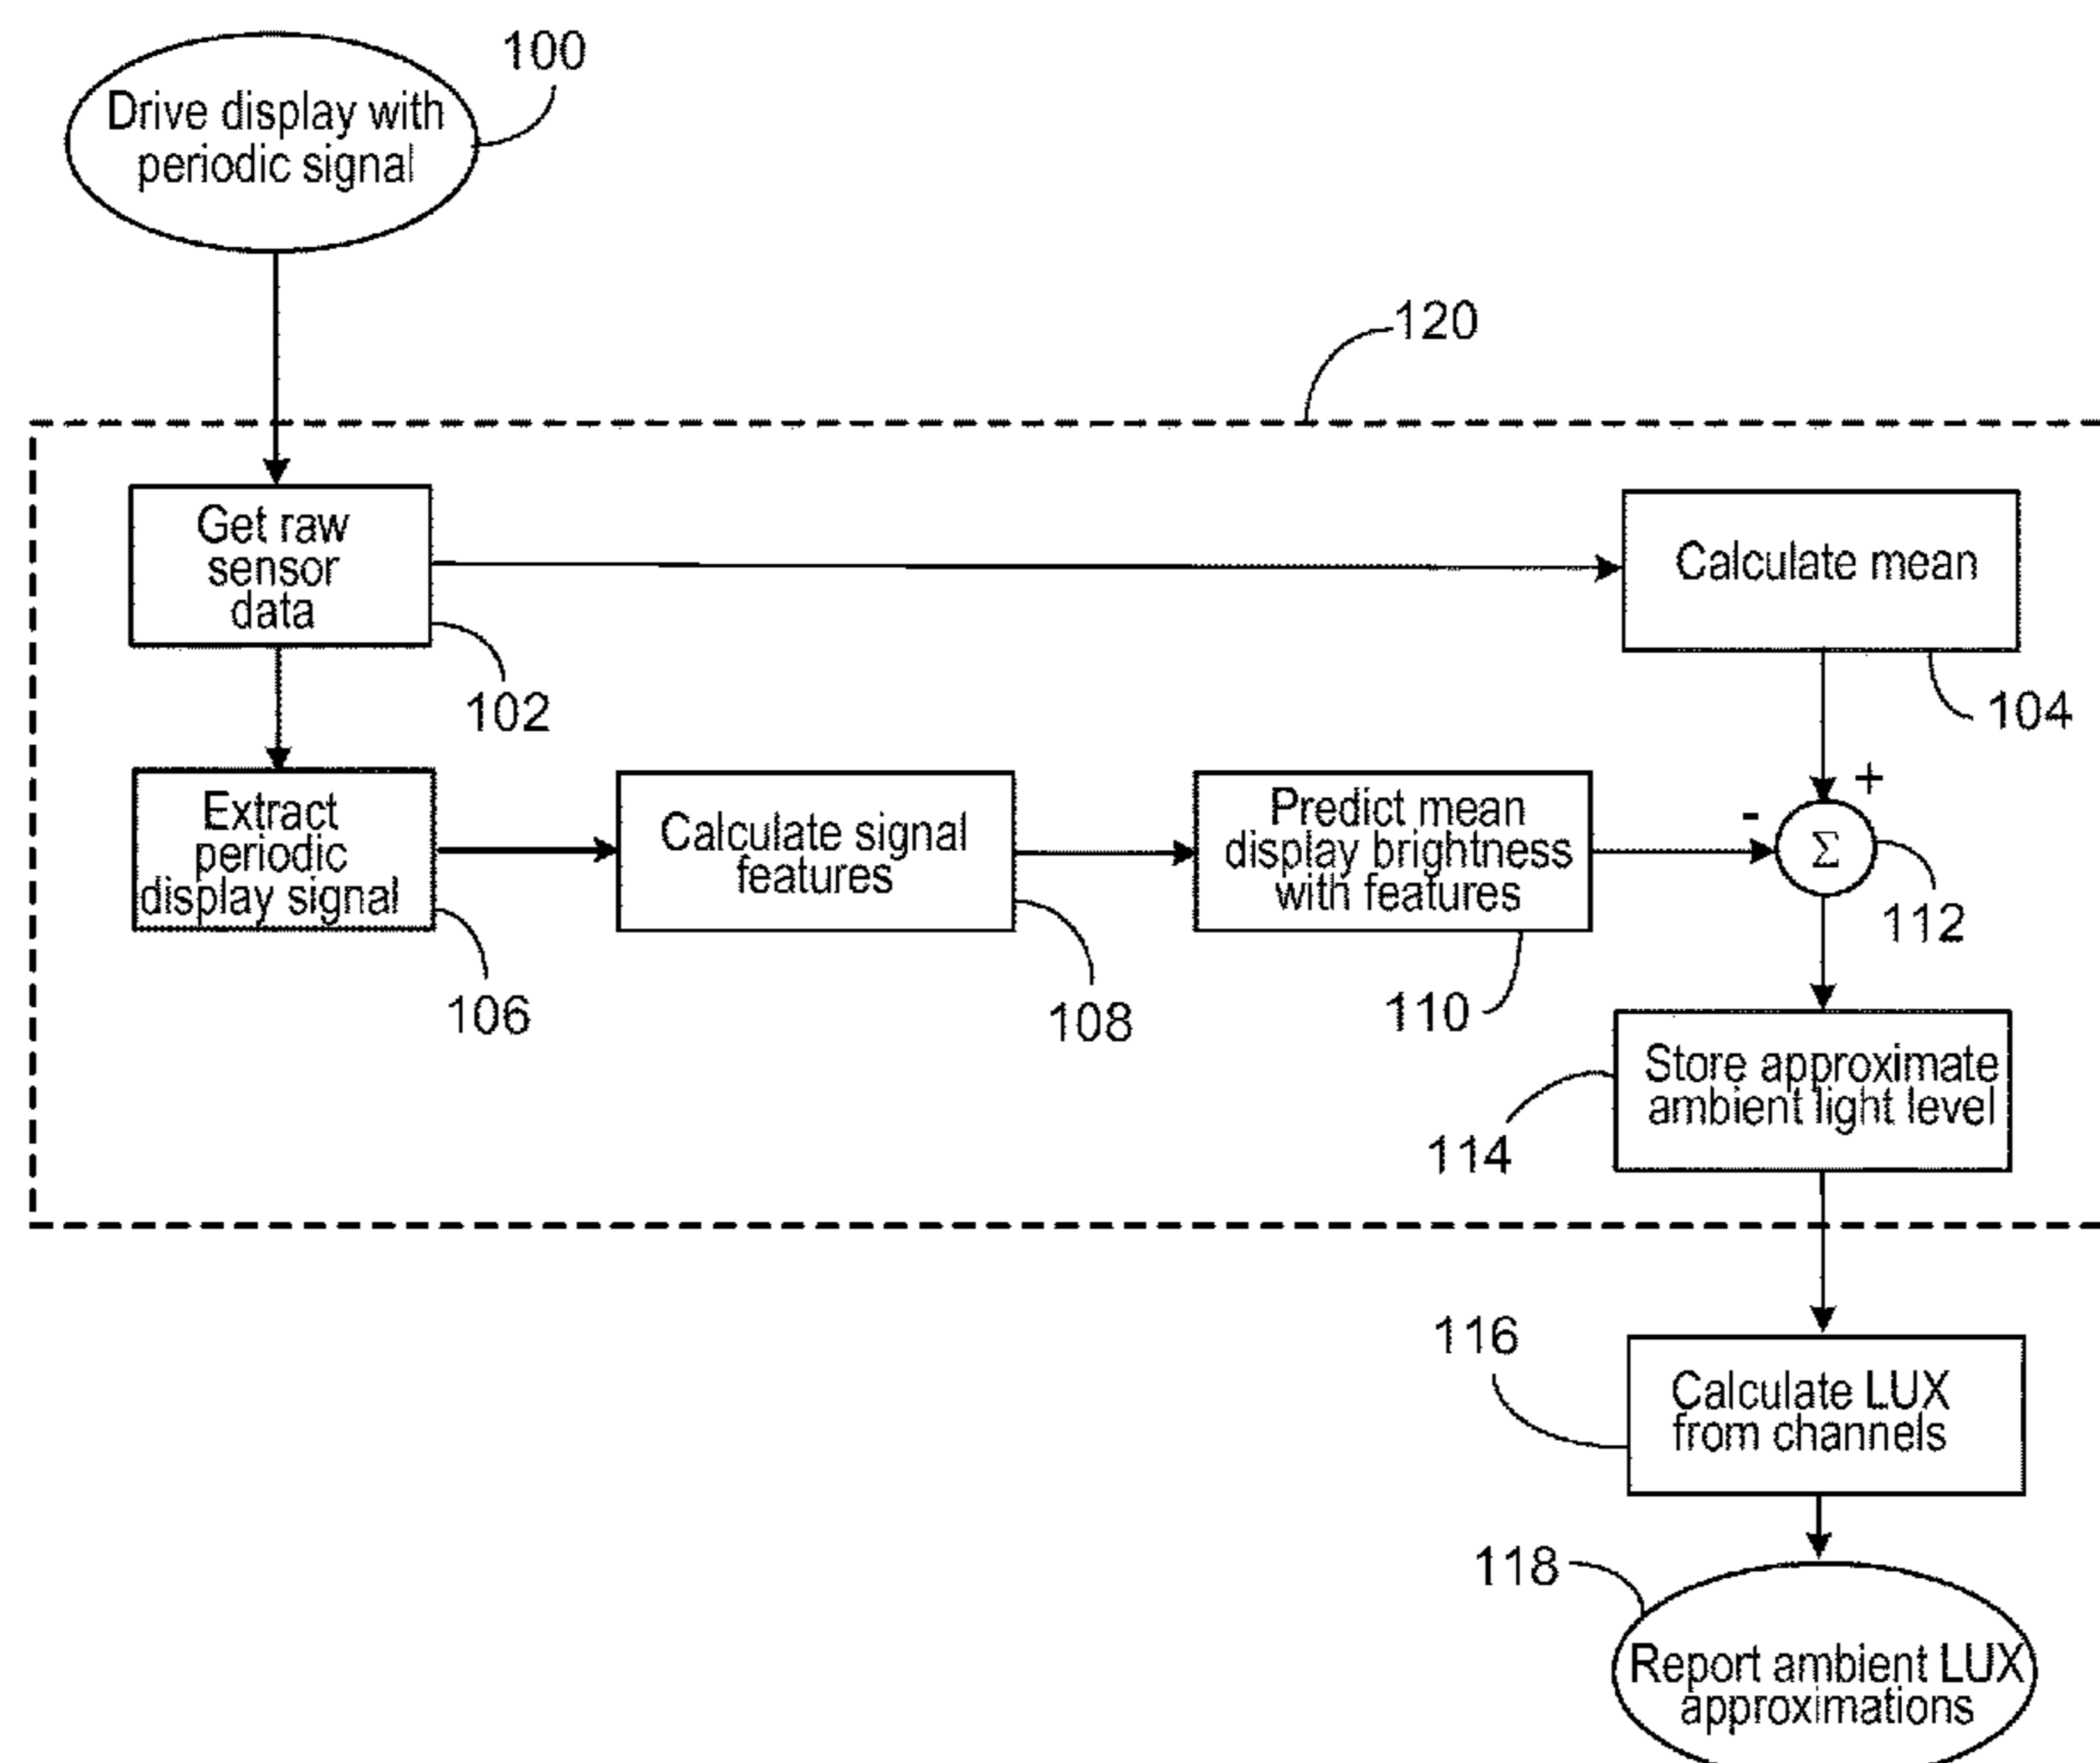 100
Drive display with
periodic signal
120
Get raw
sensor
data
Calculate mean
102
104
+
Extract
periodic
display signal
Calculate signal
features
Predict mean
display brightness
with features
-
Σ
112
106
108
110
Store approximate
ambient light level
114
116
Calculate LUX
from channels
118
Report ambient LUX
approximations